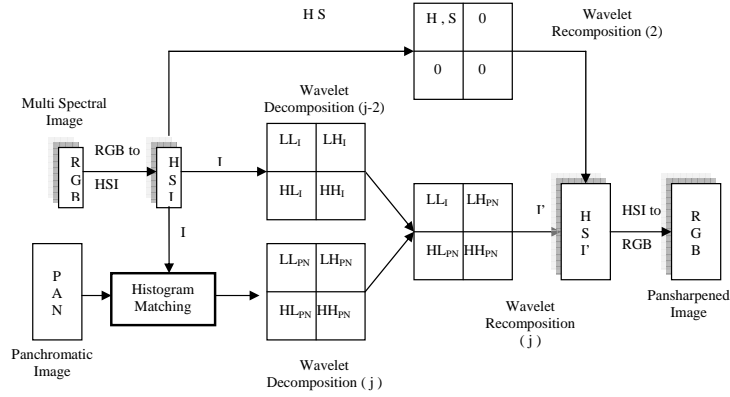 H S
H , S 0
0 0
Wavelet
Recomposition (2)
Multi Spectral
Image
Wavelet
Decomposition (j-2)
RGB to
HSI
R
G
B
H
S
I
I
LL_I LH_I
HL_I HH_I
I
LL_I LH_PN
HL_PN HH_PN
I'
H
S
I'
HSI to
RGB
R
G
B
P
A
N
Histogram
Matching
LL_PN LH_PN
HL_PN HH_PN
Panchromatic
Image
Wavelet
Decomposition ( j )
Wavelet
Recomposition
( j )
Pansharpened
Image